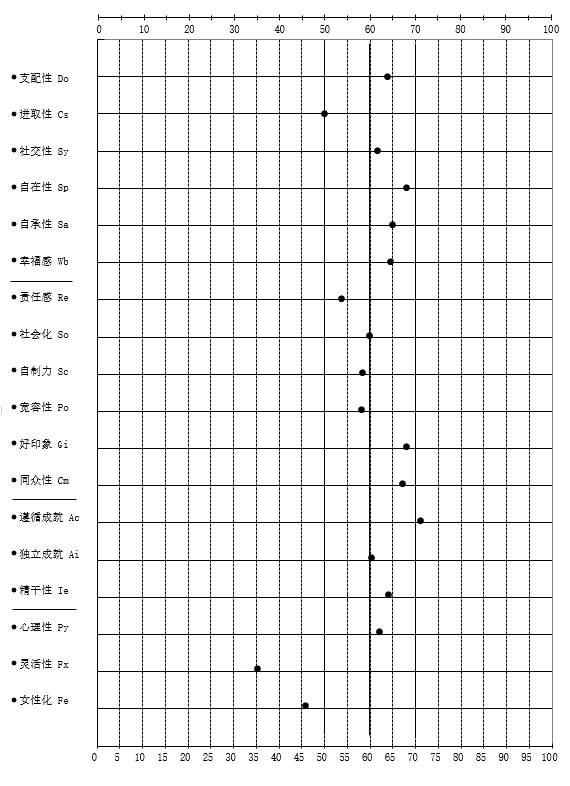 0 10 20 30 40 50 60 70 80 90 100
●支配性 Do
●进取性 Cs
●社交性 Sy
●自在性 Sp
●自承性 Sa
●幸福感 Wb
●责任感 Re
●社会化 So
●自制力 Sc
●宽容性 Po
●好印象 Gi
●同众性 Cm
●遵循成就 Ac
●独立成就 Ai
●精干性 Ie
●心理性 Py
●灵活性 Fx
●女性化 Fe
0 5 10 15 20 25 30 35 40 45 50 55 60 65 70 75 80 85 90 95 100